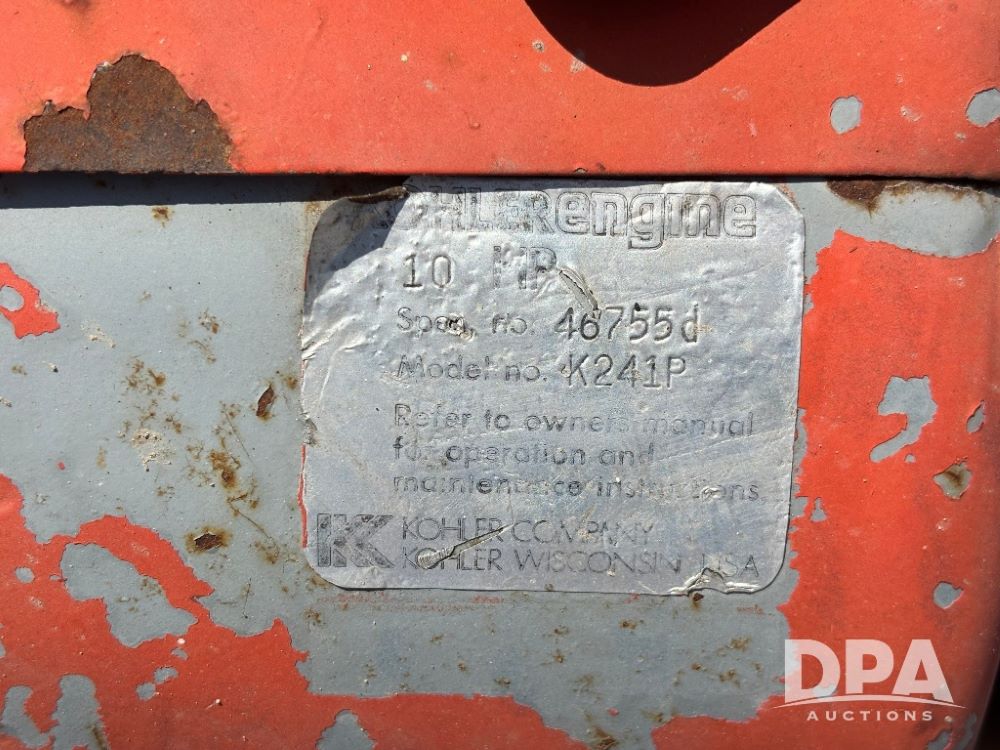 KOHLER engine
10 HP
Spec. no. 46755d
Model no. K241P
Refer to owners manual
for operation and
maintenance instructions
K KOHLER COMPANY
KOHLER WISCONSIN USA
DPA
AUCTIONS